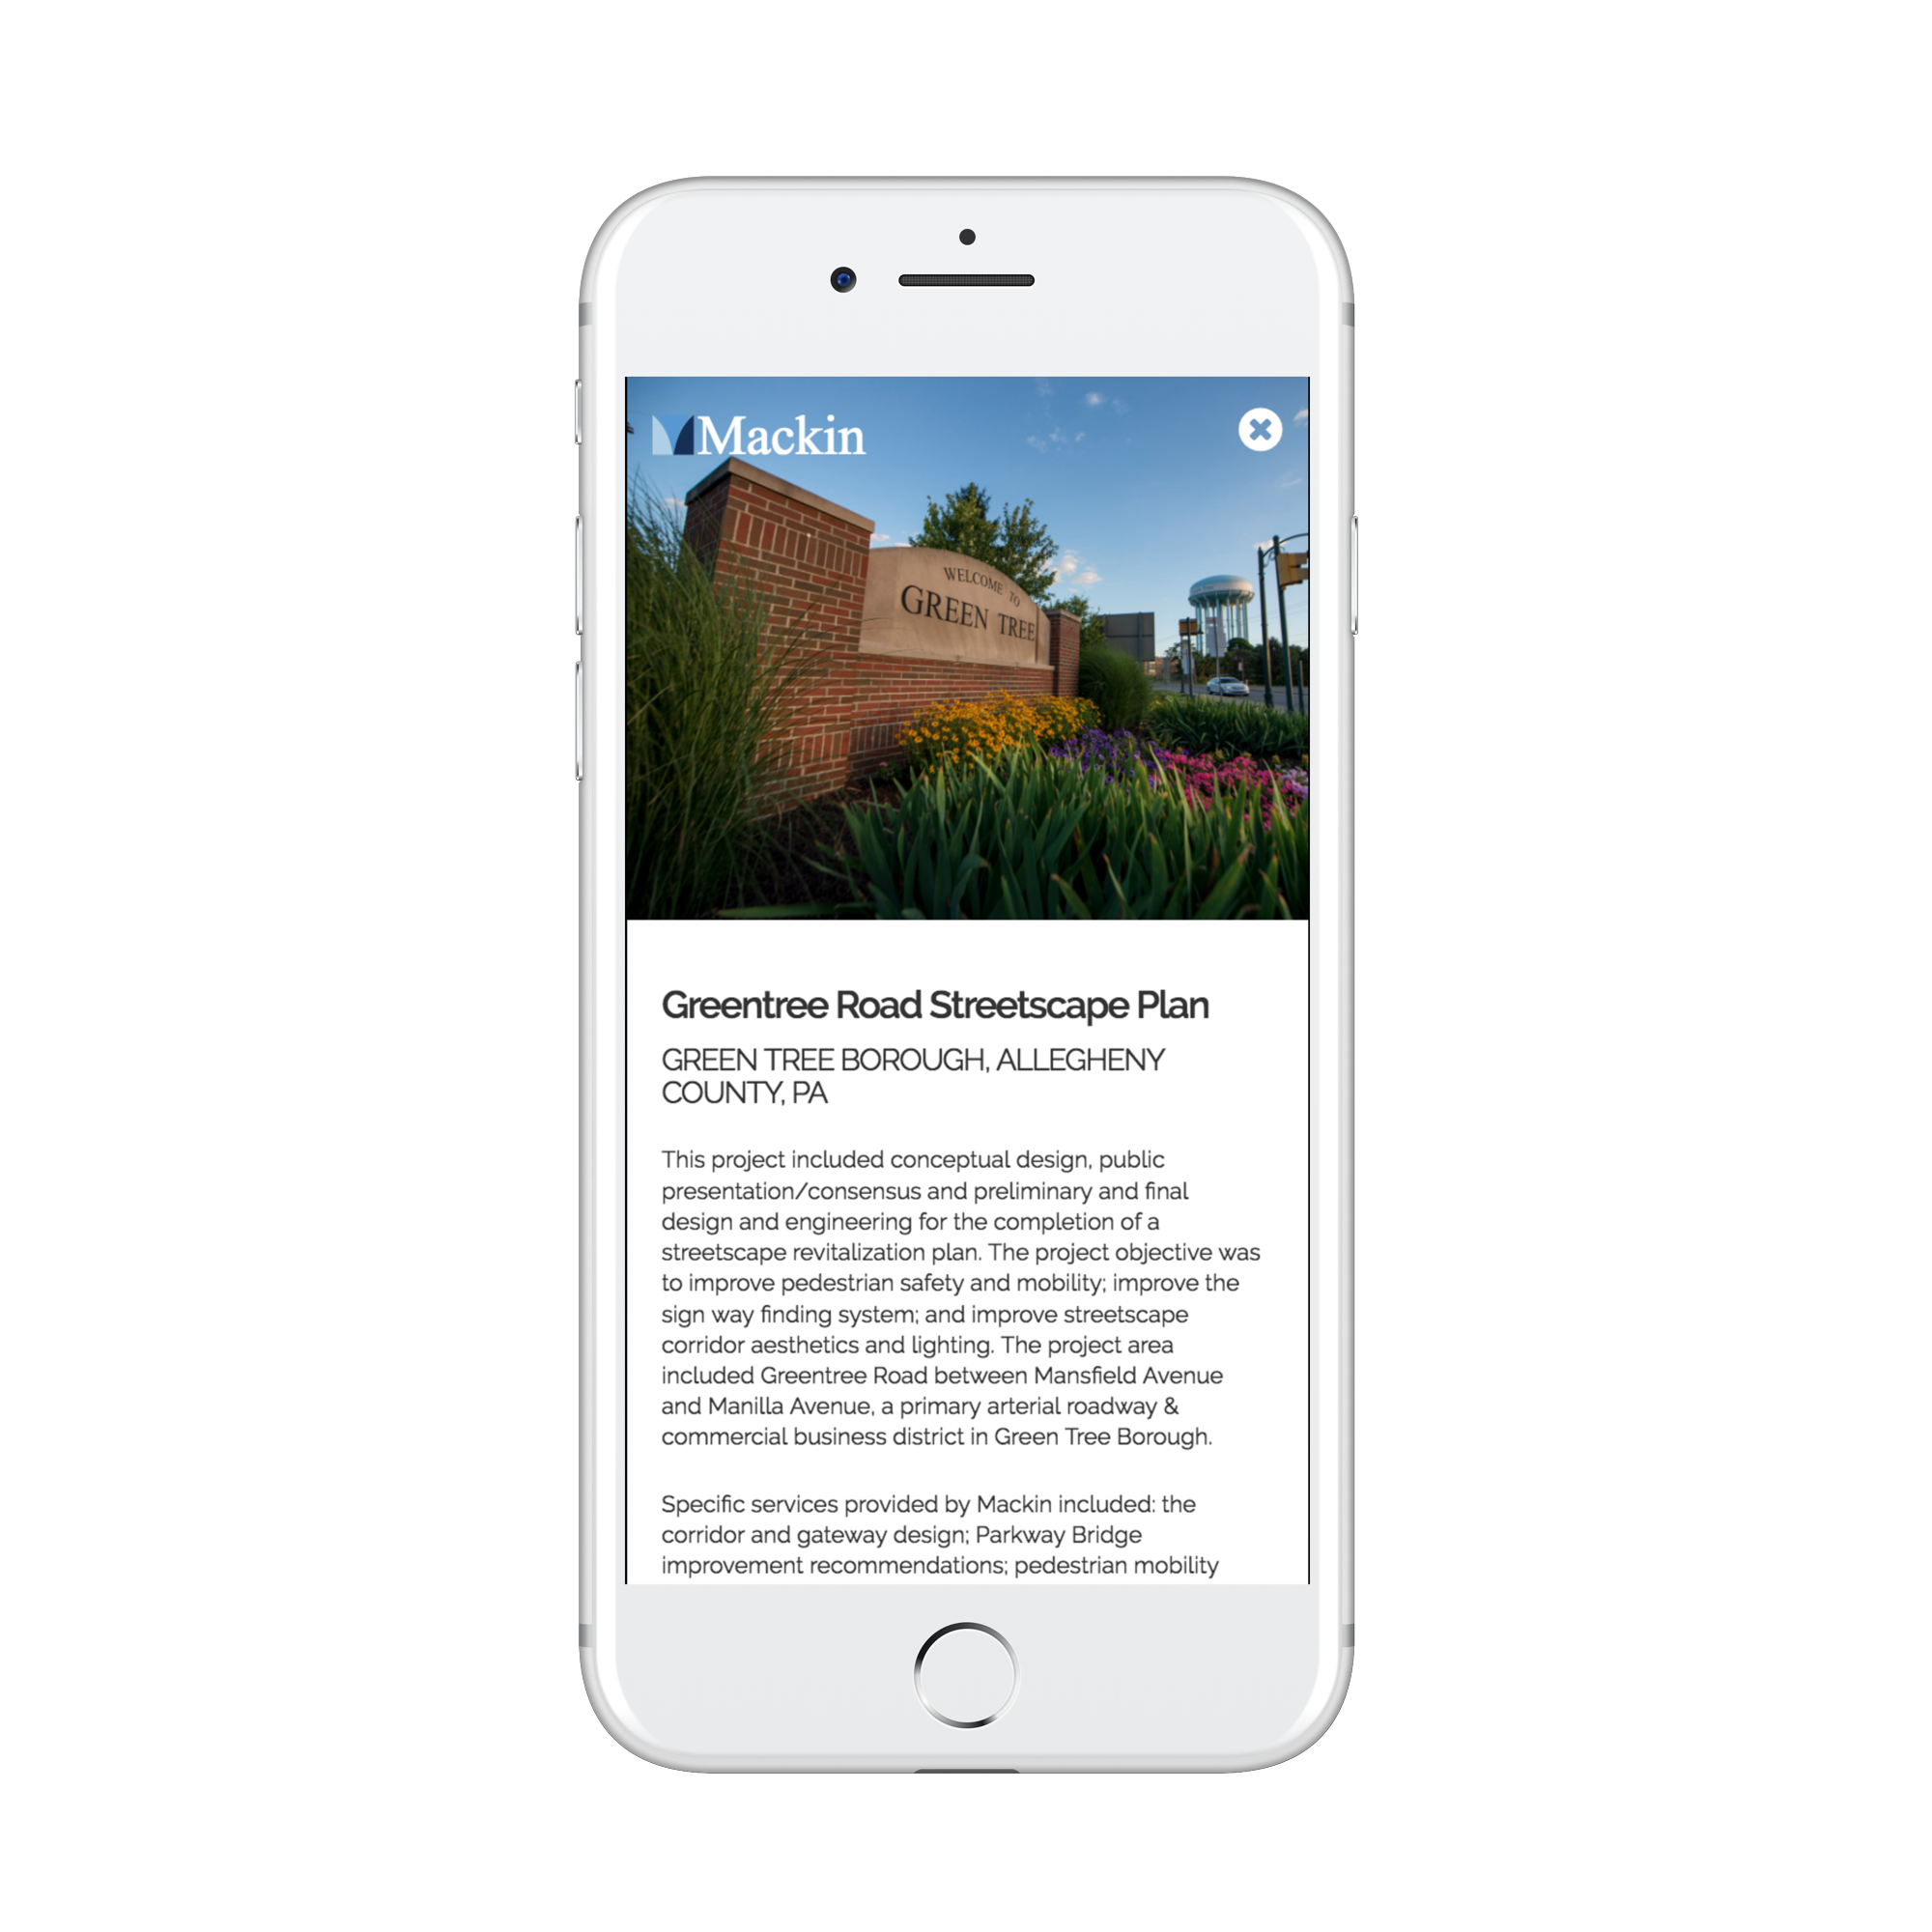 Mackin
WELCOME TO
GREEN TREE
Greentree Road Streetscape Plan
GREEN TREE BOROUGH, ALLEGHENY
COUNTY, PA
This project included conceptual design, public
presentation/consensus and preliminary and final
design and engineering for the completion of a
streetscape revitalization plan. The project objective was
to improve pedestrian safety and mobility; improve the
sign way finding system; and improve streetscape
corridor aesthetics and lighting. The project area
included Greentree Road between Mansfield Avenue
and Manilla Avenue, a primary arterial roadway &
commercial business district in Green Tree Borough.
Specific services provided by Mackin included: the
corridor and gateway design; Parkway Bridge
improvement recommendations; pedestrian mobility